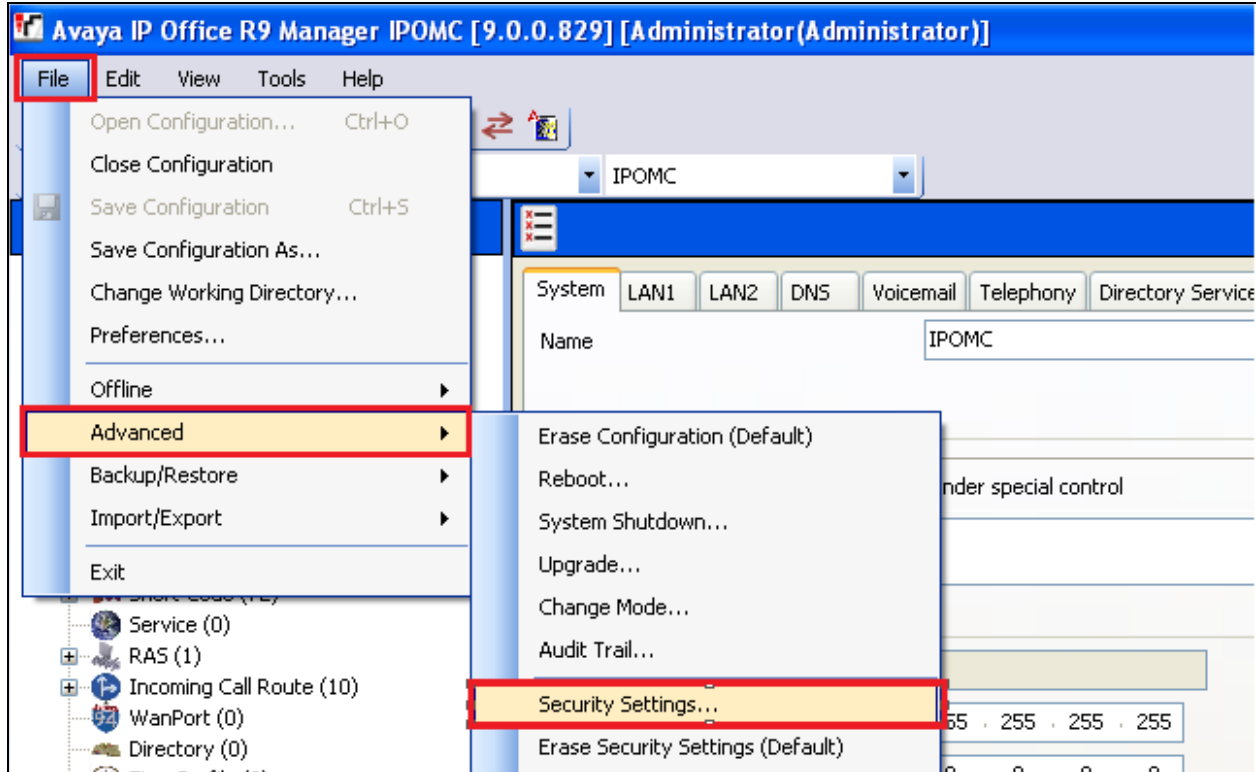 Avaya IP Office R9 Manager IPOMC [9.0.0.829] [Administrator(Administrator)]
File Edit View Tools Help
Open Configuration... Ctrl+O
Close Configuration
IPOMC
Save Configuration Ctrl+S
Save Configuration As...
Change Working Directory...
System LAN1 LAN2 DNS Voicemail Telephony Directory Service
Preferences...
Name IPOMC
Offline
Advanced
Erase Configuration (Default)
Backup/Restore
Reboot...
nder special control
Import/Export
System Shutdown...
Exit
Upgrade...
Change Mode...
Service (0)
Audit Trail...
RAS (1)
Incoming Call Route (10)
Security Settings...
WanPort (0)
55 . 255 . 255 . 255
Directory (0)
Erase Security Settings (Default)